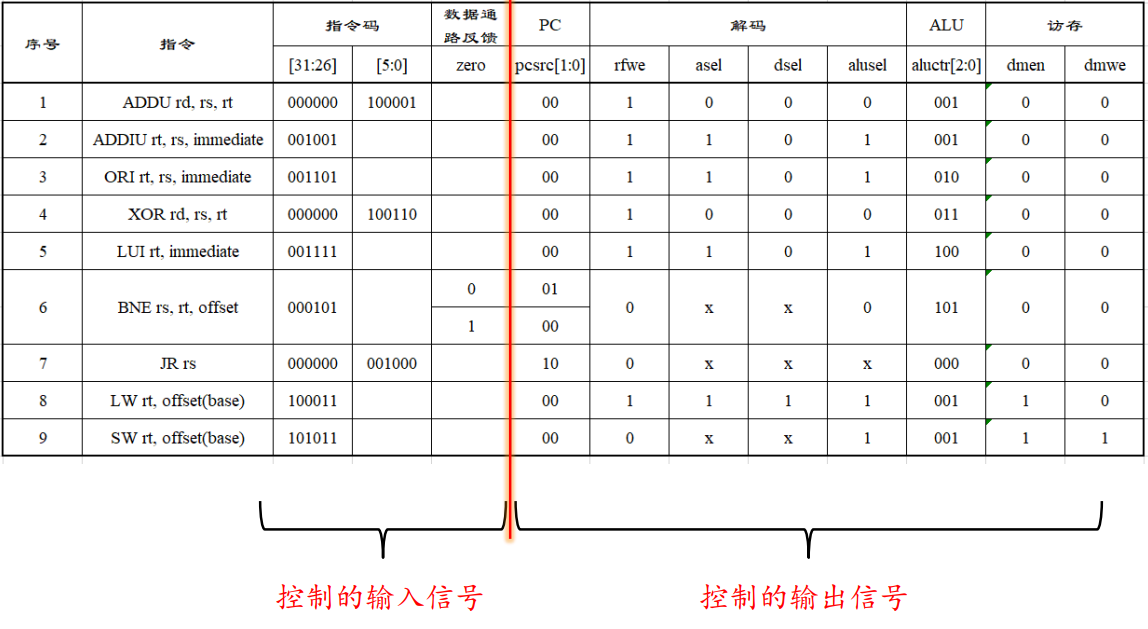 序号 指令 指令码 数据通路反馈 PC 解码 ALU 访存
[31:26] [5:0] zero pcsrc[1:0] rfwe asel dsel alusel aluctr[2:0] dmen dmwe
1 ADDU rd, rs, rt 000000 100001 00 1 0 0 0 001 0 0
2 ADDIU rt, rs, immediate 001001 00 1 1 0 1 001 0 0
3 ORI rt, rs, immediate 001101 00 1 1 0 1 010 0 0
4 XOR rd, rs, rt 000000 100110 00 1 0 0 0 011 0 0
5 LUI rt, immediate 001111 00 1 1 0 1 100 0 0
6 BNE rs, rt, offset 000101 0 01 0 x x 0 101 0 0
1 00
7 JR rs 000000 001000 10 0 x x x 000 0 0
8 LW rt, offset(base) 100011 00 1 1 1 1 001 1 0
9 SW rt, offset(base) 101011 00 0 x x 1 001 1 1
控制的输入信号 控制的输出信号